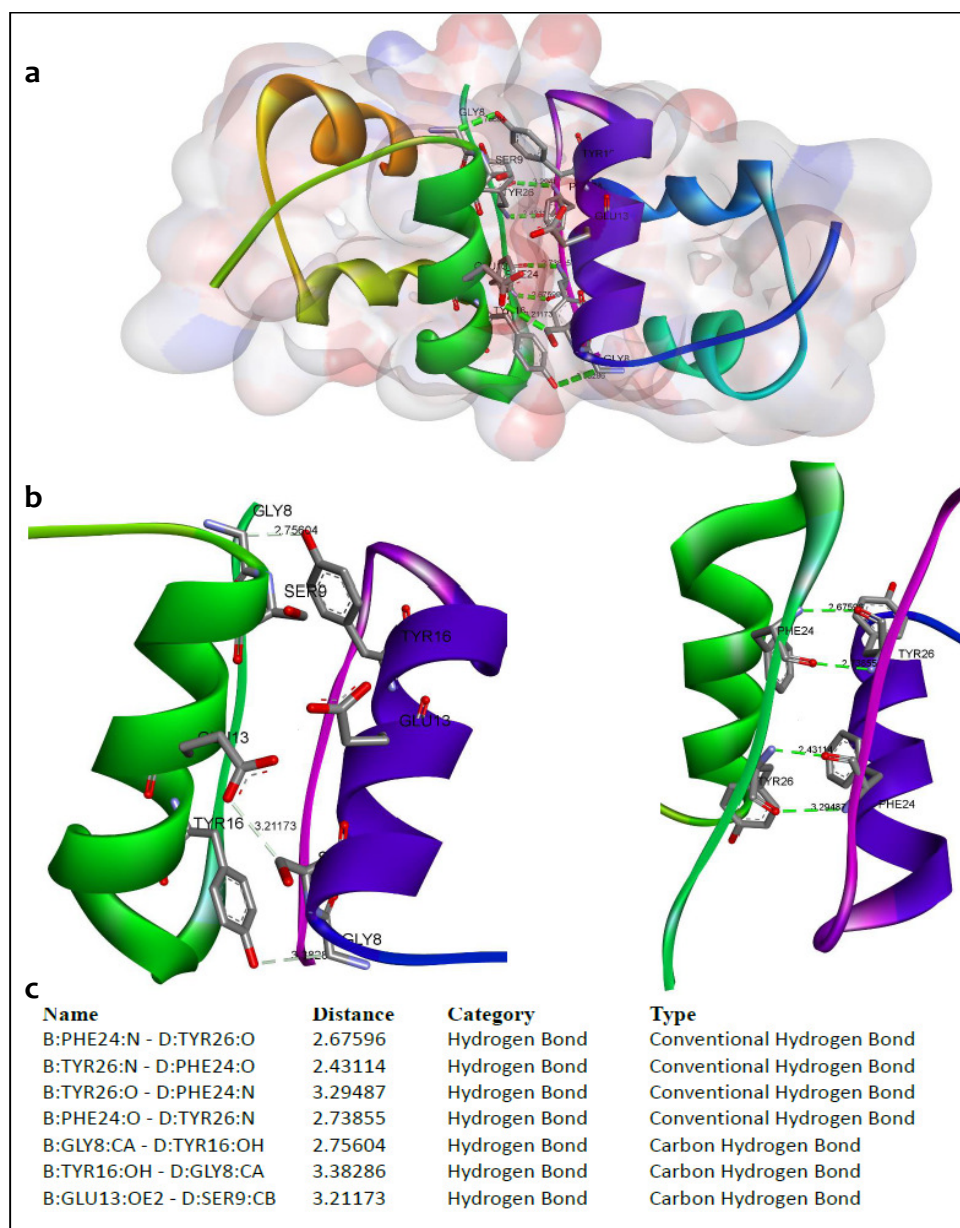 a
GLY8
SER9
TYR26
TYR1
GLU13
TYR16
3.21173
GLY8
b
GLY8
2.75604
SER9
TYR16
GLU13
TYR16
3.21173
GLY8
PHE24
TYR26
2.43114
TYR26
3.29487
PHE24
c
Name Distance Category Type
B:PHE24:N - D:TYR26:O 2.67596 Hydrogen Bond Conventional Hydrogen Bond
B:TYR26:N - D:PHE24:O 2.43114 Hydrogen Bond Conventional Hydrogen Bond
B:TYR26:O - D:PHE24:N 3.29487 Hydrogen Bond Conventional Hydrogen Bond
B:PHE24:O - D:TYR26:N 2.73855 Hydrogen Bond Conventional Hydrogen Bond
B:GLY8:CA - D:TYR16:OH 2.75604 Hydrogen Bond Carbon Hydrogen Bond
B:TYR16:OH - D:GLY8:CA 3.38286 Hydrogen Bond Carbon Hydrogen Bond
B:GLU13:OE2 - D:SER9:CB 3.21173 Hydrogen Bond Carbon Hydrogen Bond